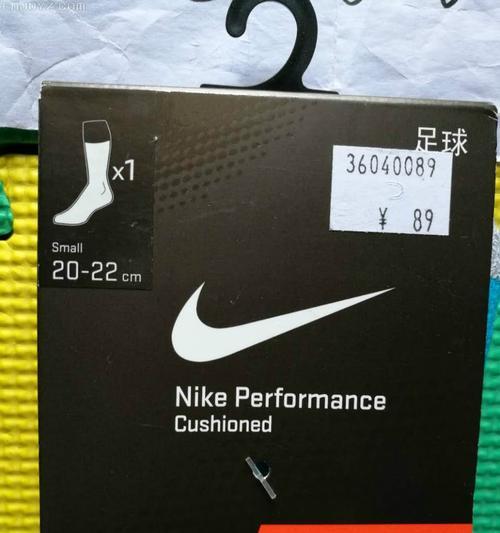 足球
36040089
¥ 89
x1
Small
20-22 cm
Nike Performance
Cushioned